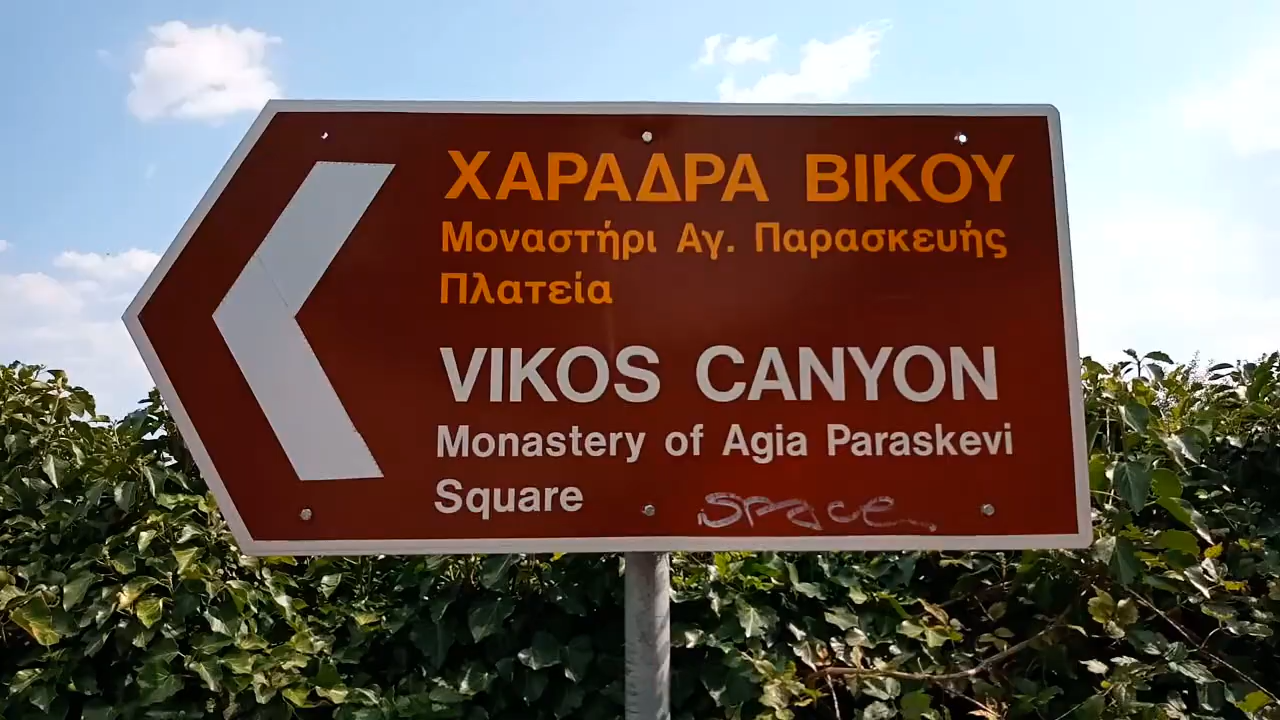 ΧΑΡΑΔΡΑ ΒΙΚΟΥ
Μοναστήρι Αγ. Παρασκευής
Πλατεία
VIKOS CANYON
Monastery of Agia Paraskevi
Square
space